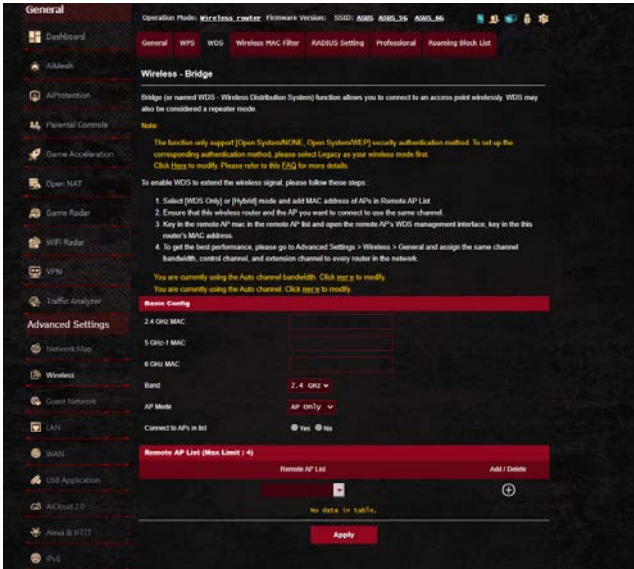 General
Operation Mode: Wireless router Firmware Version: SSID: ASUS ASUS_5G ASUS_6G
Dashboard
General WPS WDS Wireless MAC Filter RADIUS Setting Professional Roaming Block List
AiMesh
Wireless - Bridge
AiProtection
Bridge (or named WDS - Wireless Distribution System) function allows you to connect to an access point wirelessly. WDS may
also be considered a repeater mode.
Parental Controls
Note:
The function only support [Open System/NONE, Open System/WEP] security authentication method. To set up the
corresponding authentication method, please select Legacy as your wireless mode first.
Click Here to modify. Please refer to this FAQ for more details.
Game Acceleration
Open NAT
To enable WDS to extend the wireless signal, please follow these steps :
1. Select [WDS Only] or [Hybrid] mode and add MAC address of APs in Remote AP List.
2. Ensure that this wireless router and the AP you want to connect to use the same channel.
3. Key in the remote AP mac in the remote AP list and open the remote AP's WDS management interface, key in the this
router's MAC address.
4. To get the best performance, please go to Advanced Settings > Wireless > General and assign the same channel
bandwidth, control channel, and extension channel to every router in the network.
Game Radar
WiFi Radar
VPN
You are currently using the Auto channel bandwidth. Click Here to modify.
You are currently using the Auto channel. Click Here to modify.
Traffic Analyzer
Basic Config
Advanced Settings
2.4 GHz MAC
5 GHz-1 MAC
Network Map
6 GHz MAC
Wireless
Band 2.4 GHz
Guest Network
AP Mode AP Only
LAN
Connect to APs in list Yes No
WAN
Remote AP List (Max Limit : 4)
Remote AP List Add / Delete
USB Application
AiCloud 2.0
No data in table.
Alexa & IFTTT
Apply
IPv6